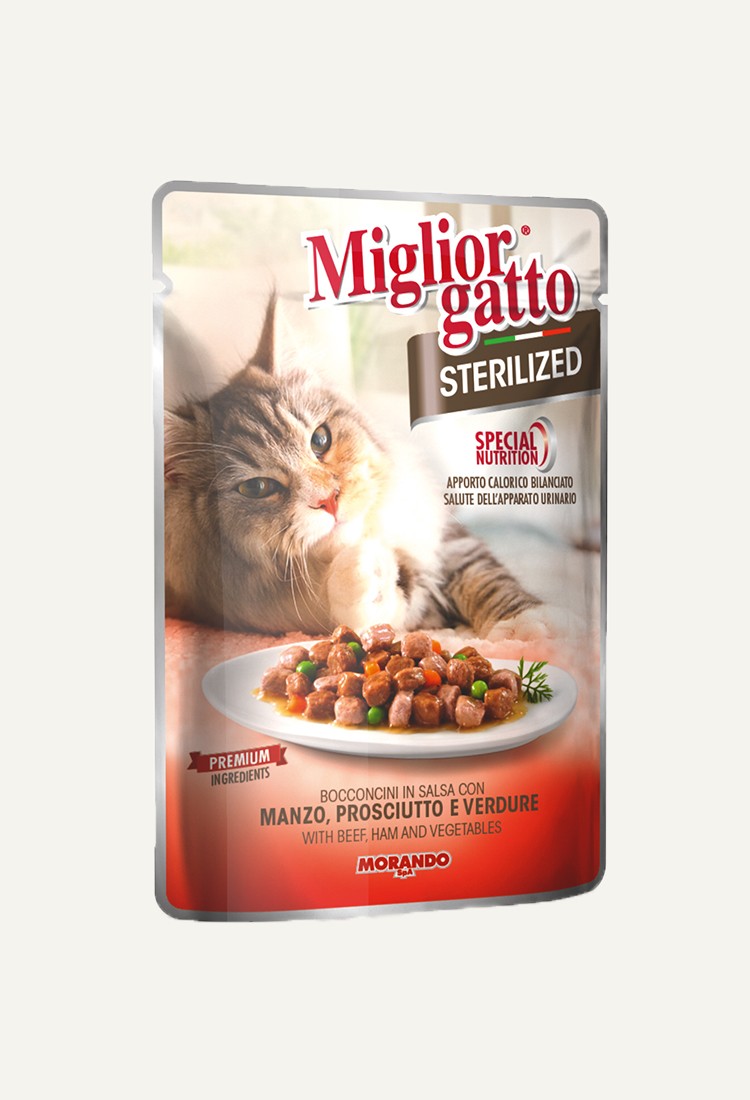 Miglior®
gatto
STERILIZED
SPECIAL
NUTRITION
APPORTO CALORICO BILANCIATO
SALUTE DELL'APPARATO URINARIO
PREMIUM
INGREDIENTS
BOCCONCINI IN SALSA CON
MANZO, PROSCIUTTO E VERDURE
WITH BEEF, HAM AND VEGETABLES
MORANDO
SpA